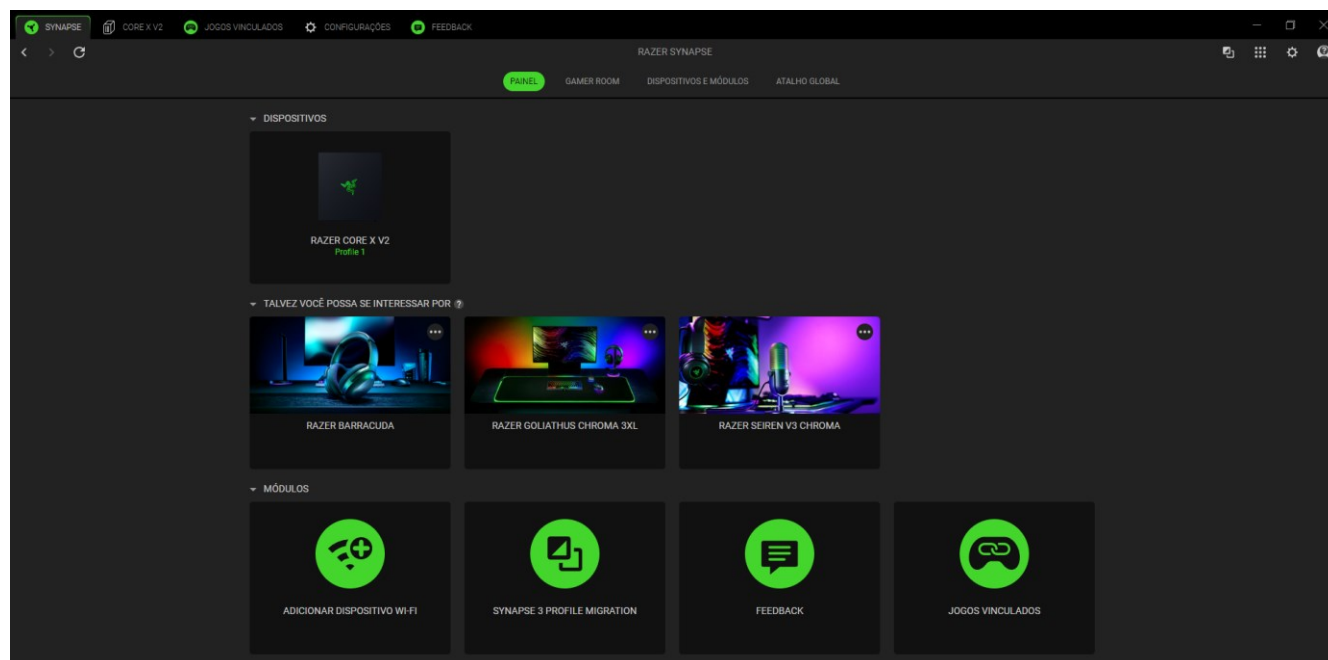 SYNAPSE CORE X V2 JOGOS VINCULADOS CONFIGURAÇÕES FEEDBACK
RAZER SYNAPSE
PAINEL GAMER ROOM DISPOSITIVOS E MÓDULOS ATALHO GLOBAL
DISPOSITIVOS
RAZER CORE X V2
Profile 1
TALVEZ VOCÊ POSSA SE INTERESSAR POR ?
RAZER BARRACUDA RAZER GOLIATHUS CHROMA 3XL RAZER SEIREN V3 CHROMA
MÓDULOS
ADICIONAR DISPOSITIVO WI-FI SYNAPSE 3 PROFILE MIGRATION FEEDBACK JOGOS VINCULADOS